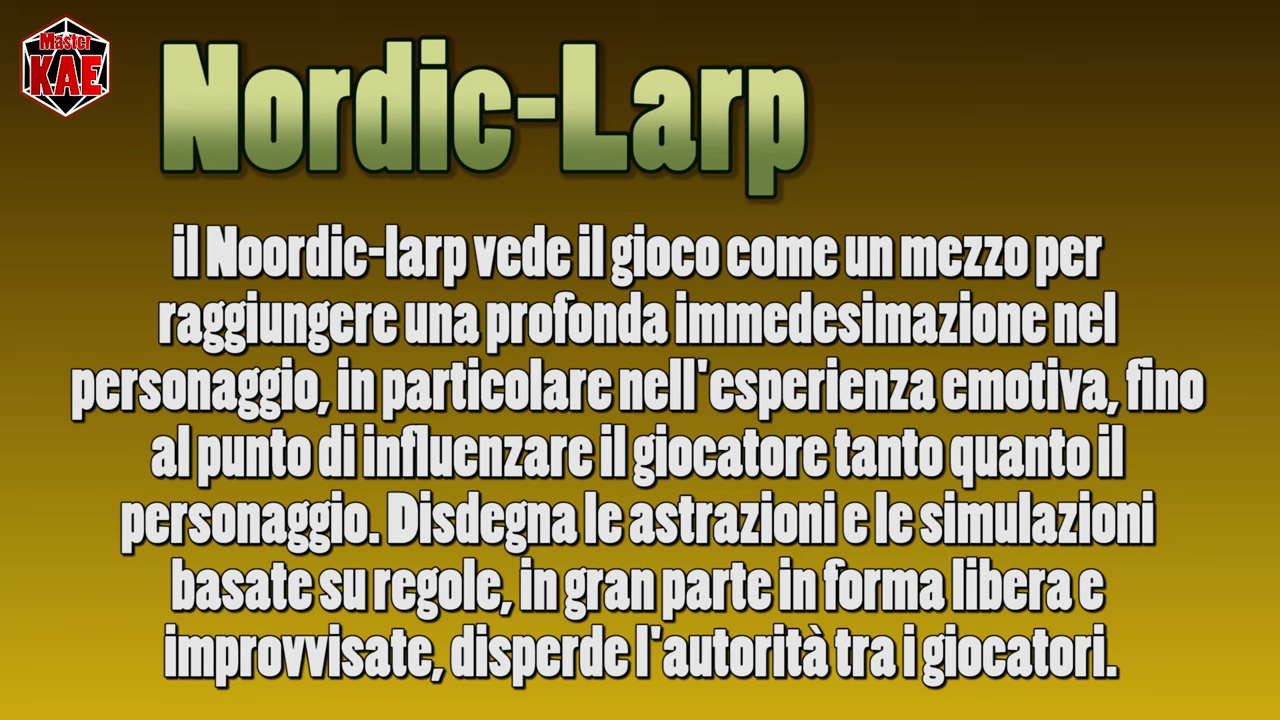 Master
KAE
Nordic-Larp
il Noordic-larp vede il gioco come un mezzo per
raggiungere una profonda immedesimazione nel
personaggio, in particolare nell'esperienza emotiva, fino
al punto di influenzare il giocatore tanto quanto il
personaggio. Disdegna le astrazioni e le simulazioni
basate su regole, in gran parte in forma libera e
improvvisate, disperde l'autorità tra i giocatori.